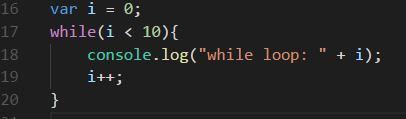 16 var i = 0;
17 while(i < 10){
18     console.log("while loop: " + i);
19     i++;
20 }